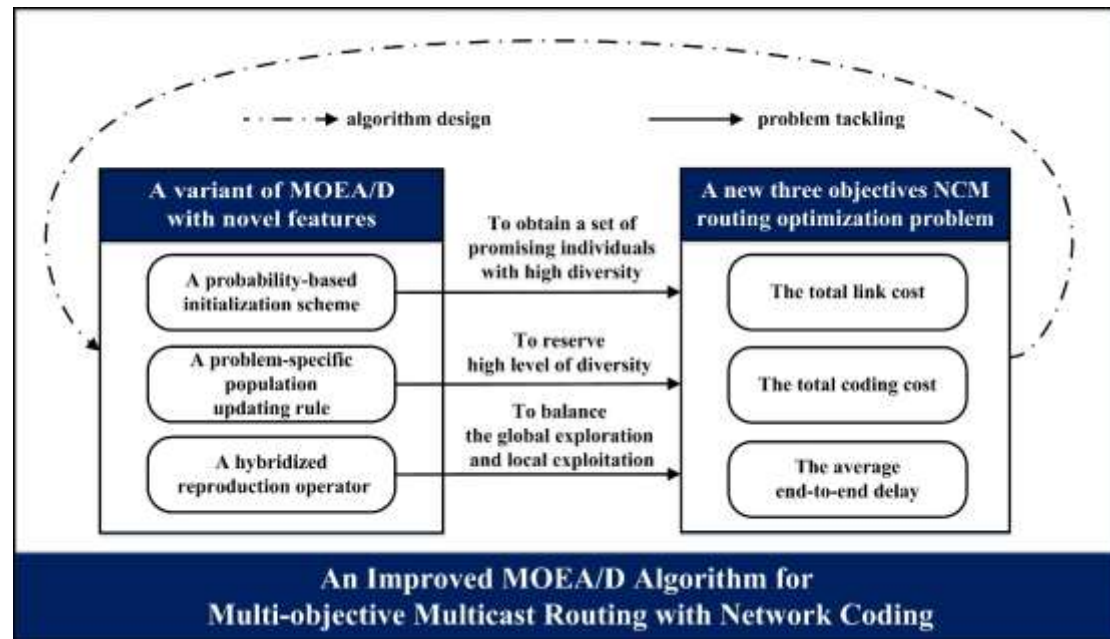 algorithm design
problem tackling
A variant of MOEA/D
with novel features
A probability-based
initialization scheme
A problem-specific
population
updating rule
A hybridized
reproduction operator
To obtain a set of
promising individuals
with high diversity
To reserve
high level of diversity
To balance
the global exploration
and local exploitation
A new three objectives NCM
routing optimization problem
The total link cost
The total coding cost
The average
end-to-end delay
An Improved MOEA/D Algorithm for
Multi-objective Multicast Routing with Network Coding